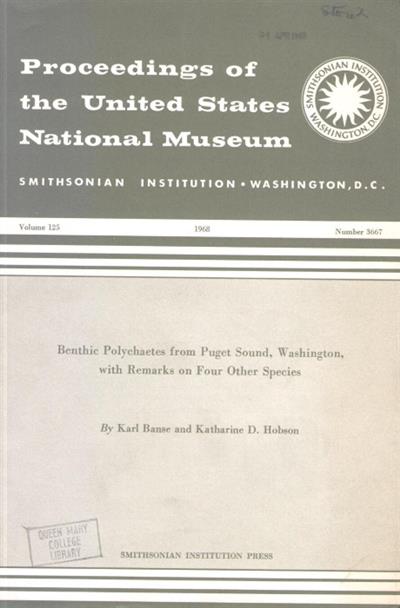 Proceedings of
the United States
National Museum
SMITHSONIAN INSTITUTION
WASHINGTON, D.C.
SMITHSONIAN INSTITUTION • WASHINGTON, D.C.
Volume 125 1968 Number 3667
Benthic Polychaetes from Puget Sound, Washington,
with Remarks on Four Other Species
By Karl Banse and Katharine D. Hobson
QUEEN MARY
COLLEGE
LIBRARY
SMITHSONIAN INSTITUTION PRESS